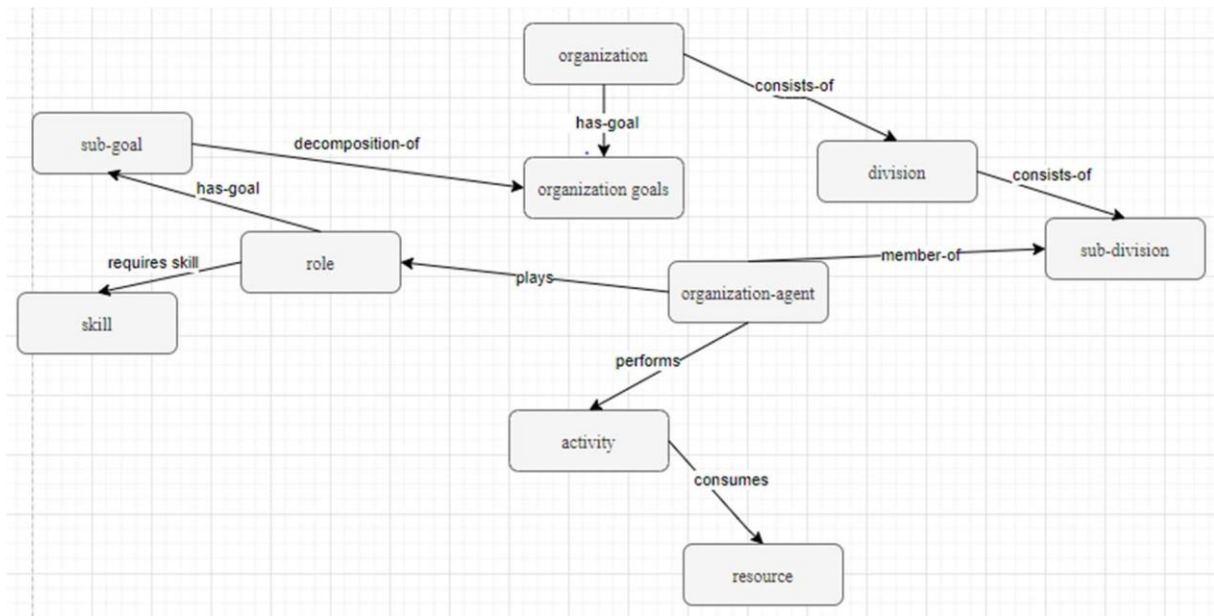 organization
consists-of
has-goal
sub-goal
decomposition-of
organization goals
division
consists-of
has-goal
sub-division
member-of
role
requires skill
plays
organization-agent
skill
performs
activity
consumes
resource